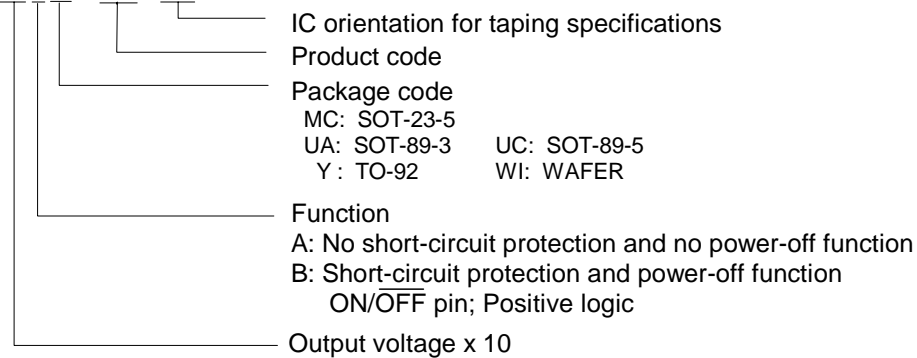 IC orientation for taping specifications
Product code
Package code
MC: SOT-23-5
UA: SOT-89-3 UC: SOT-89-5
Y : TO-92 WI: WAFER
Function
A: No short-circuit protection and no power-off function
B: Short-circuit protection and power-off function
ON/O̅F̅F̅ pin; Positive logic
Output voltage x 10